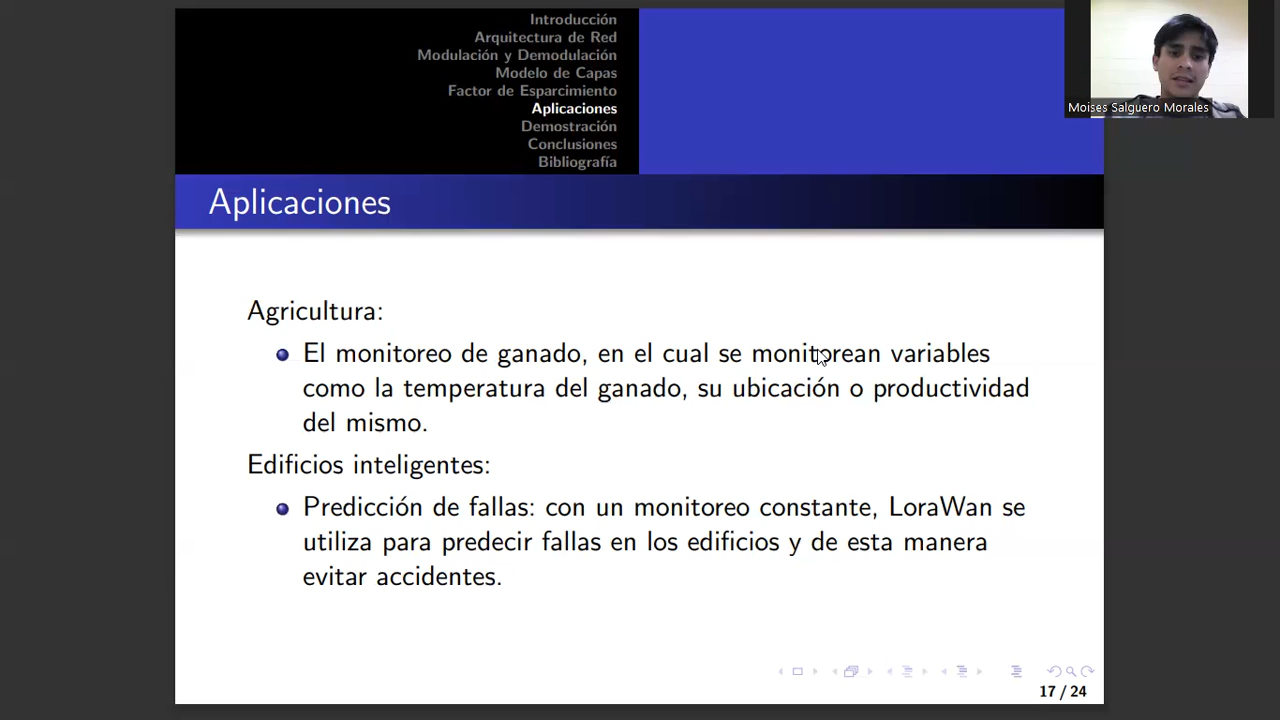 Introducción
Arquitectura de Red
Modulación y Demodulación
Modelo de Capas
Factor de Esparcimiento
Aplicaciones
Demostración
Conclusiones
Bibliografía
Moises Salguero Morales
Aplicaciones
Agricultura:
El monitoreo de ganado, en el cual se monitorean variables
como la temperatura del ganado, su ubicación o productividad
del mismo.
Edificios inteligentes:
Predicción de fallas: con un monitoreo constante, LoraWan se
utiliza para predecir fallas en los edificios y de esta manera
evitar accidentes.
17 / 24